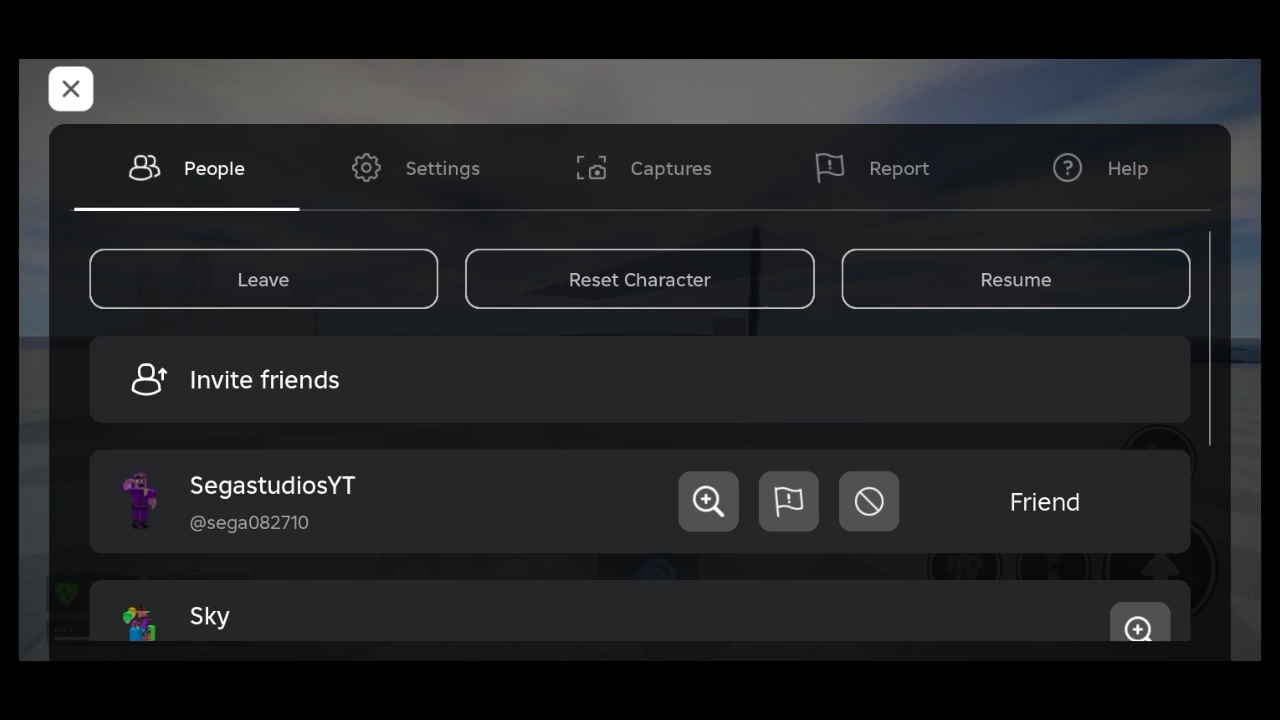 People
Settings
Captures
Report
Help
Leave
Reset Character
Resume
Invite friends
SegastudiosYT
@sega082710
Friend
Sky